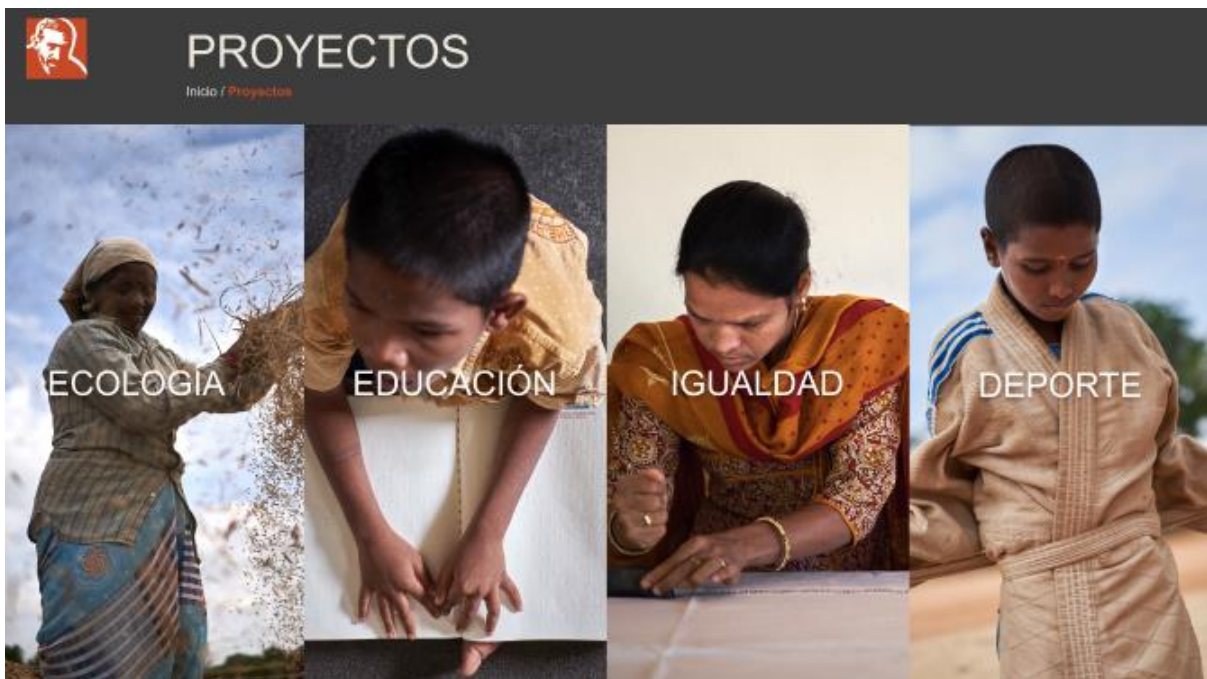 PROYECTOS
Inicio / Proyectos
ECOLOGIA
EDUCACIÓN
IGUALDAD
DEPORTE